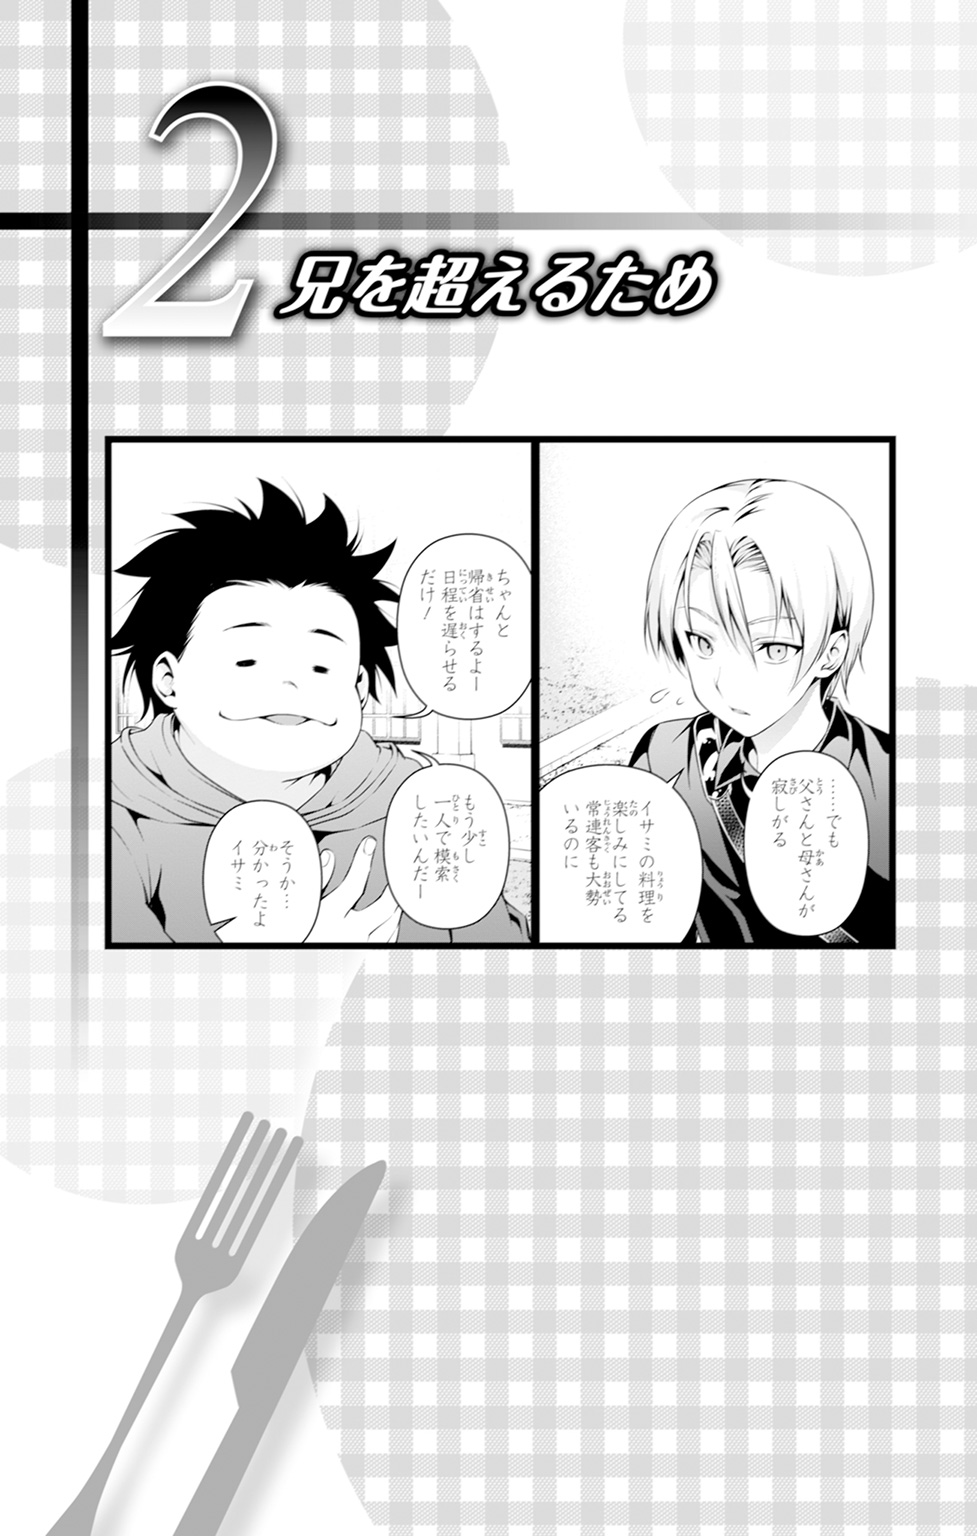 2
兄を超えるため
……でも
父さんと母さんが
寂しがる
イサミの料理を
楽しみにしてる
常連客も大勢
いるのに
ちゃんと
帰省はするよー
日程を遅らせる
だけ！
もう少し
一人で模索
したいんだー
そうか…
分かったよ
イサミ